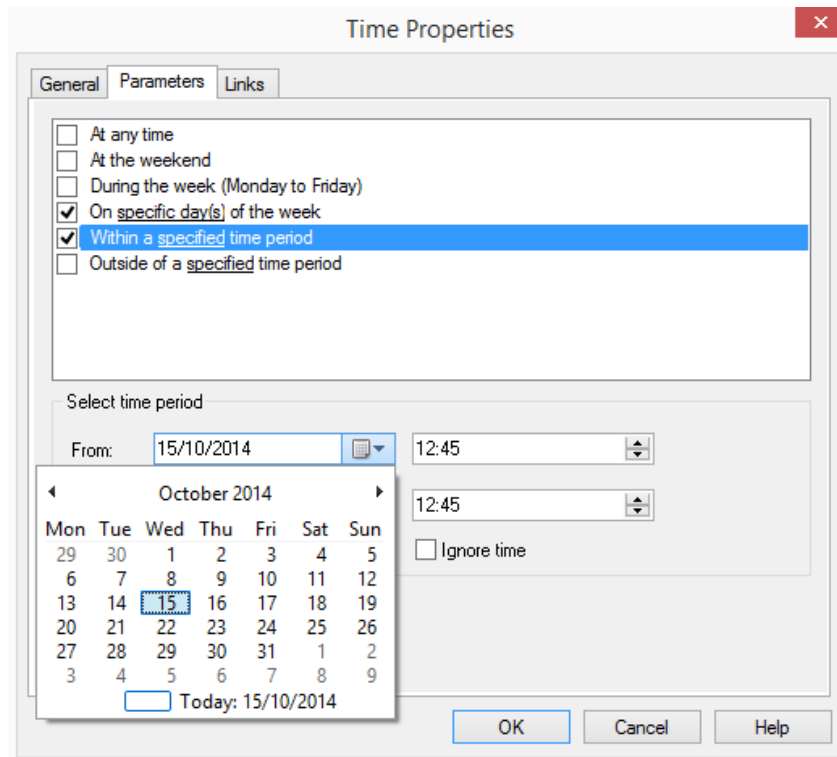 Time Properties
General Parameters Links
At any time
At the weekend
During the week (Monday to Friday)
On specific day(s) of the week
Within a specified time period
Outside of a specified time period
Select time period
From: 15/10/2014 12:45
October 2014
12:45
Mon Tue Wed Thu Fri Sat Sun
Ignore time
29 30 1 2 3 4 5
6 7 8 9 10 11 12
13 14 15 16 17 18 19
20 21 22 23 24 25 26
27 28 29 30 31 1 2
3 4 5 6 7 8 9
Today: 15/10/2014
OK Cancel Help